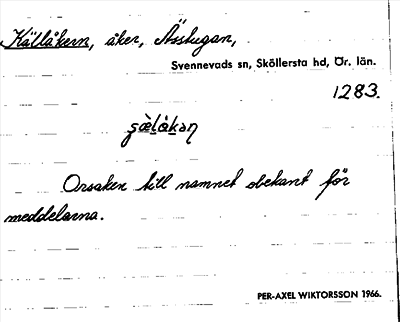 Källåkern, åker, Ässtugan,
Svennevads sn, Sköllersta hd, Ör. län.
1283.
Orsaken till namnet obekant för
meddelarna.
PER-AXEL WIKTORSSON 1966.